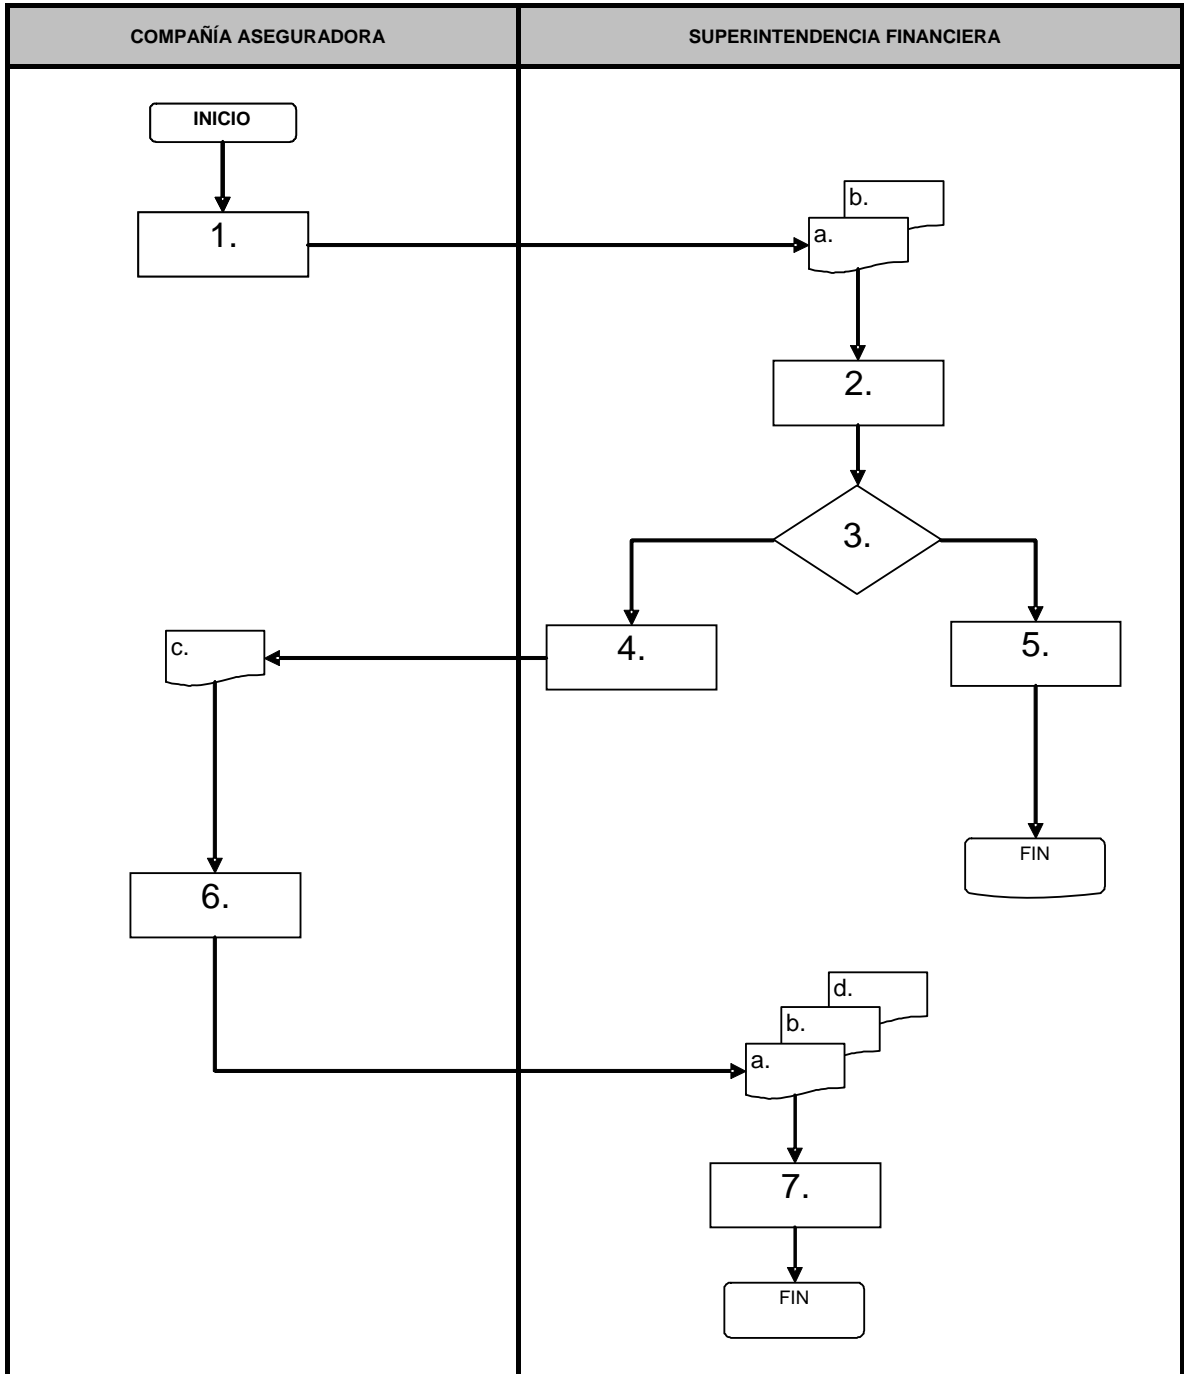 COMPAÑÍA ASEGURADORA
SUPERINTENDENCIA FINANCIERA
INICIO
1.
b.
a.
2.
3.
4.
5.
c.
FIN
6.
d.
b.
a.
7.
FIN